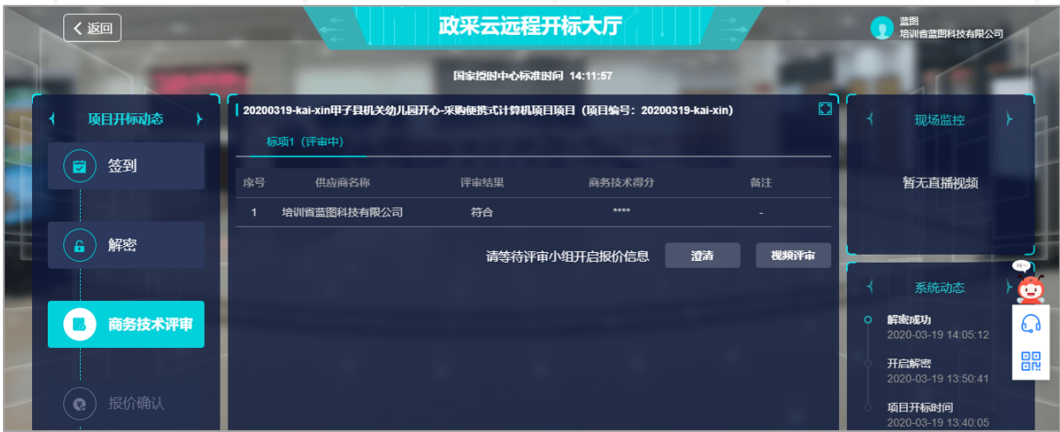 返回
政采云远程开标大厅
蓝图
培训省蓝图科技有限公司
国家授时中心标准时间 14:11:57
项目开标动态
签到
解密
商务技术评审
报价确认
20200319-kai-xin甲子县机关幼儿园开心-采购便携式计算机项目项目（项目编号：20200319-kai-xin）
标项1（评审中）
序号 供应商名称 评审结果 商务技术得分 备注
1 培训省蓝图科技有限公司 符合 **** -
请等待评审小组开启报价信息 澄清 视频评审
现场监控
暂无直播视频
系统动态
解密成功
2020-03-19 14:05:12
开启解密
2020-03-19 13:50:41
项目开标时间
2020-03-19 13:40:05